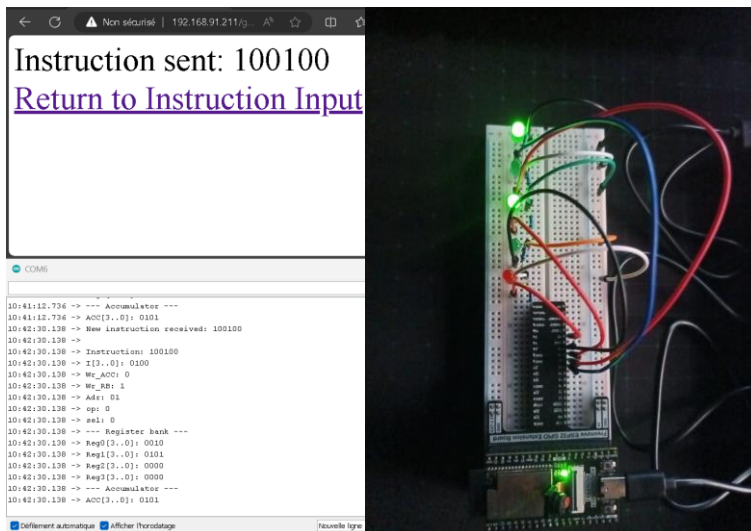 Non sécurisé | 192.168.91.211/g...
Instruction sent: 100100
Return to Instruction Input
COM6
10:41:12.736 -> --- Accumulator ---
10:41:12.736 -> ACC[3..0]: 0101
10:42:30.138 -> New instruction received: 100100
10:42:30.138 ->
10:42:30.138 -> Instruction: 100100
10:42:30.138 -> I[3..0]: 0100
10:42:30.138 -> Wr_ACC: 0
10:42:30.138 -> Wr_RB: 1
10:42:30.138 -> Adr: 01
10:42:30.138 -> op: 0
10:42:30.138 -> sel: 0
10:42:30.138 -> --- Register bank ---
10:42:30.138 -> Reg0[3..0]: 0010
10:42:30.138 -> Reg1[3..0]: 0101
10:42:30.138 -> Reg2[3..0]: 0000
10:42:30.138 -> Reg3[3..0]: 0000
10:42:30.138 -> --- Accumulator ---
10:42:30.138 -> ACC[3..0]: 0101
Défilement automatique Afficher l'horodatage Nouvelle ligne